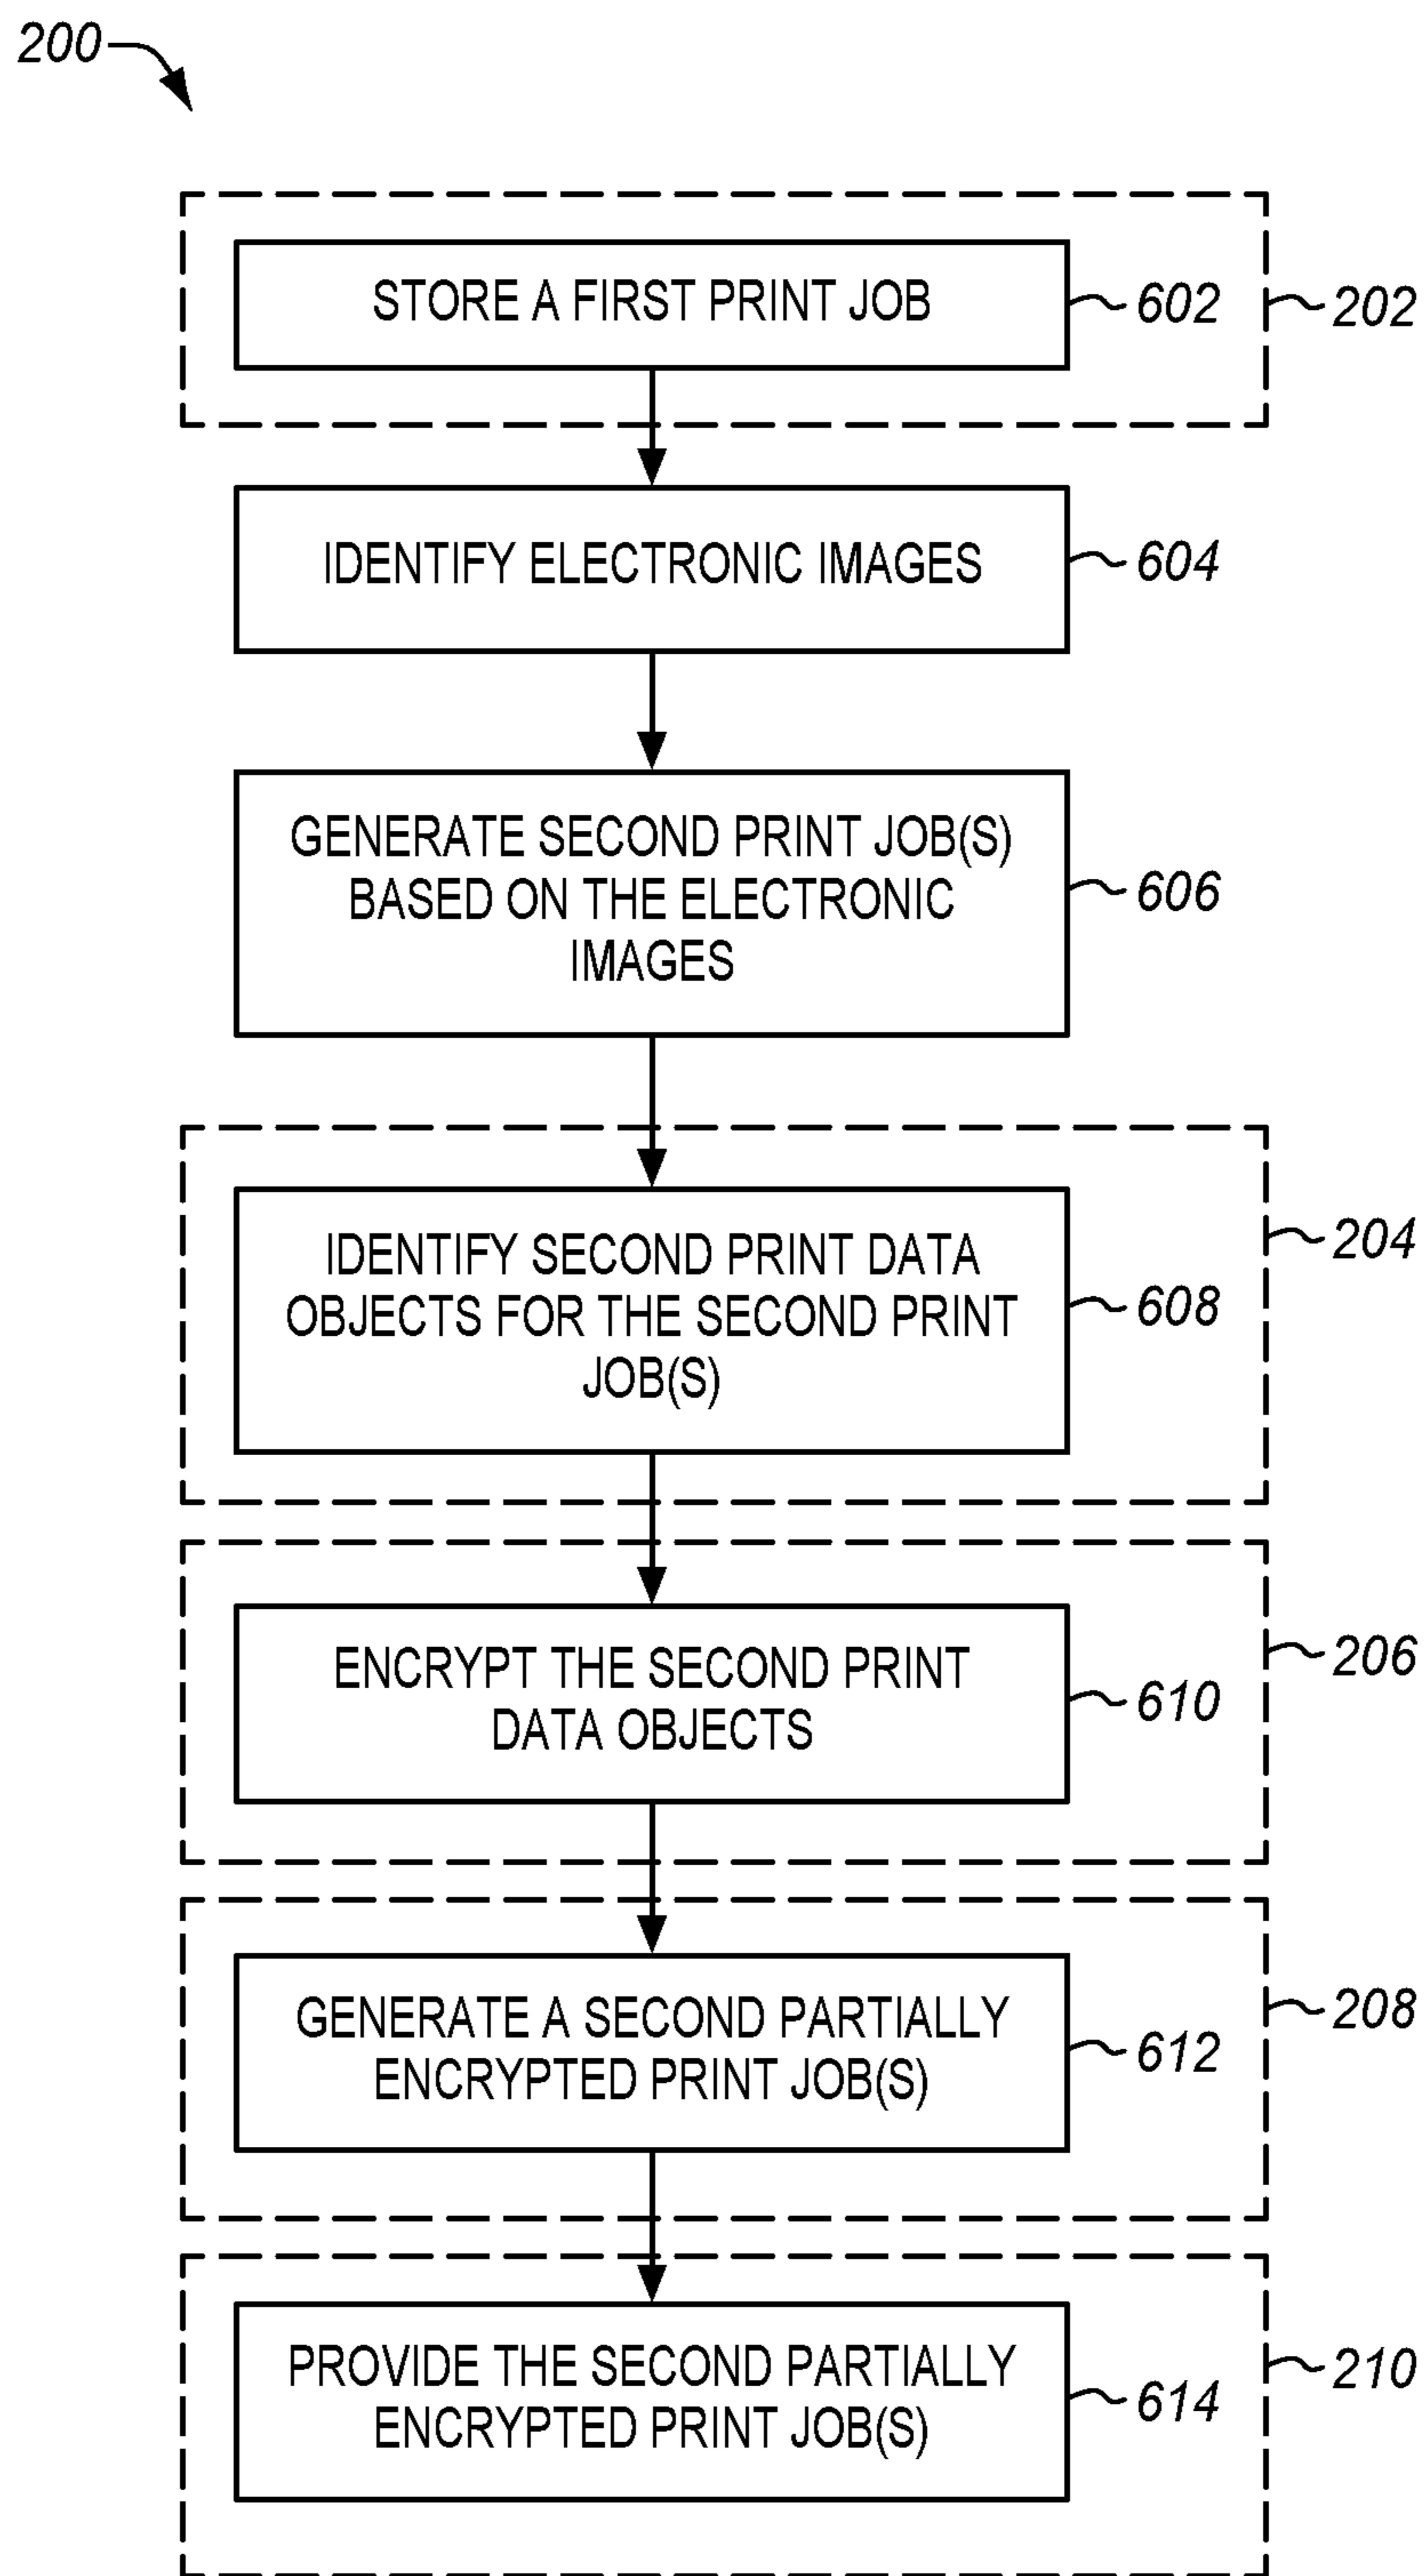 200
STORE A FIRST PRINT JOB
602
202
IDENTIFY ELECTRONIC IMAGES
604
GENERATE SECOND PRINT JOB(S)
BASED ON THE ELECTRONIC
IMAGES
606
IDENTIFY SECOND PRINT DATA
OBJECTS FOR THE SECOND PRINT
JOB(S)
608
204
ENCRYPT THE SECOND PRINT
DATA OBJECTS
610
206
GENERATE A SECOND PARTIALLY
ENCRYPTED PRINT JOB(S)
612
208
PROVIDE THE SECOND PARTIALLY
ENCRYPTED PRINT JOB(S)
614
210